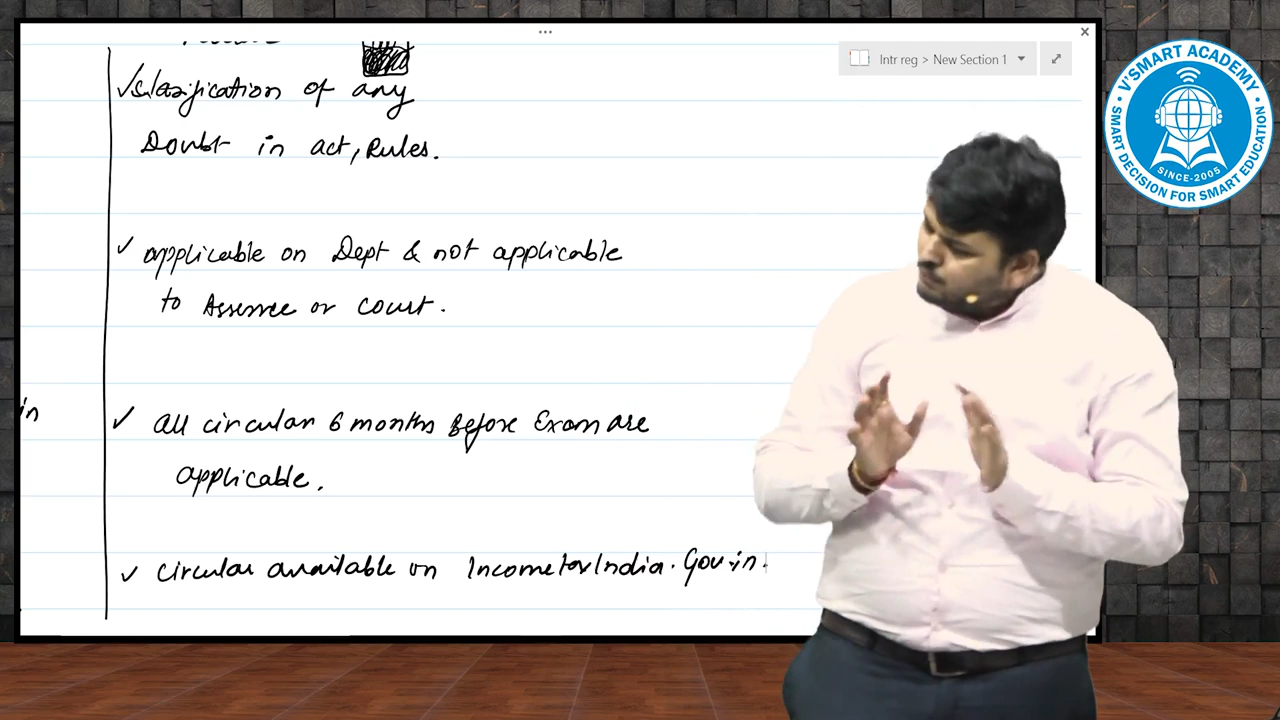 Intr reg > New Section 1
✓ Clarification of any
Doubt in act, Rules.
✓ applicable on Dept & not applicable
to Assessee or court.
in
✓ All circular 6 months before Exam are
applicable.
✓ circular available on IncometaxIndia.Gov.in.
V'SMART ACADEMY
SINCE-2005
SMART DECISION FOR SMART EDUCATION